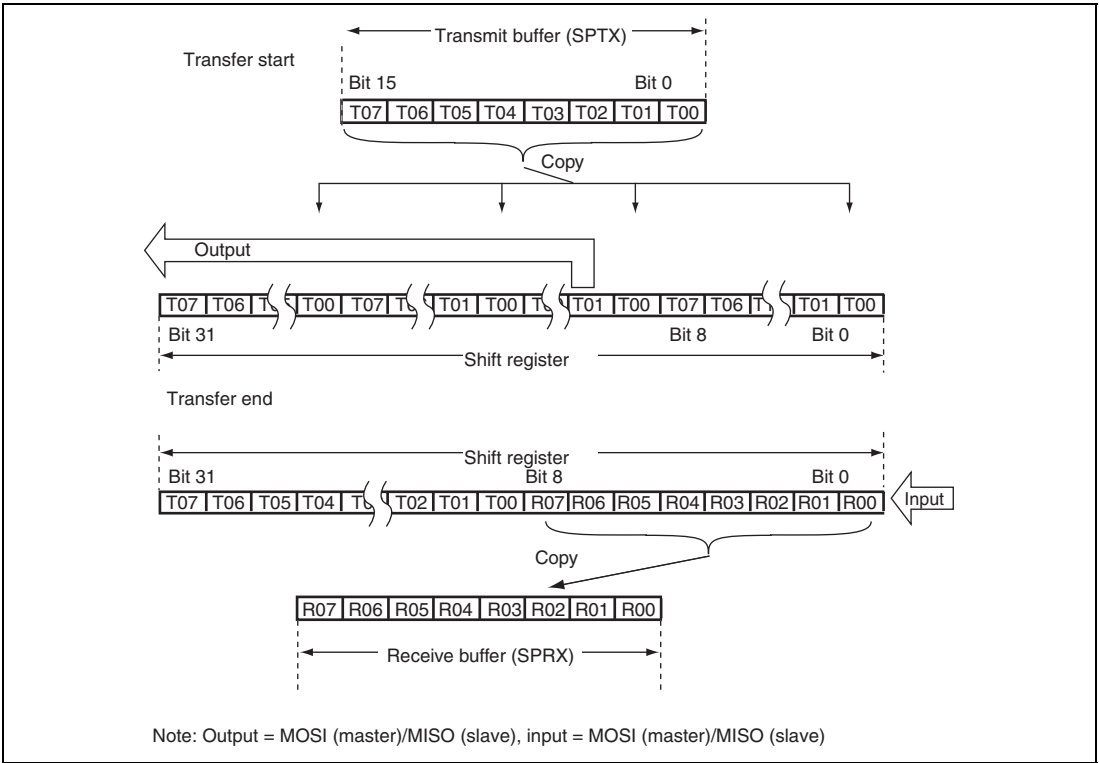 Transmit buffer (SPTX)
Transfer start
Bit 15 Bit 0
T07 T06 T05 T04 T03 T02 T01 T00
Copy
Output
T07 T06 T00 T07 T01 T00 T01 T00 T07 T06 T01 T00
Bit 31 Bit 8 Bit 0
Shift register
Transfer end
Shift register
Bit 31 Bit 8 Bit 0
T07 T06 T05 T04 T02 T01 T00 R07 R06 R05 R04 R03 R02 R01 R00
Input
Copy
R07 R06 R05 R04 R03 R02 R01 R00
Receive buffer (SPRX)
Note: Output = MOSI (master)/MISO (slave), input = MOSI (master)/MISO (slave)